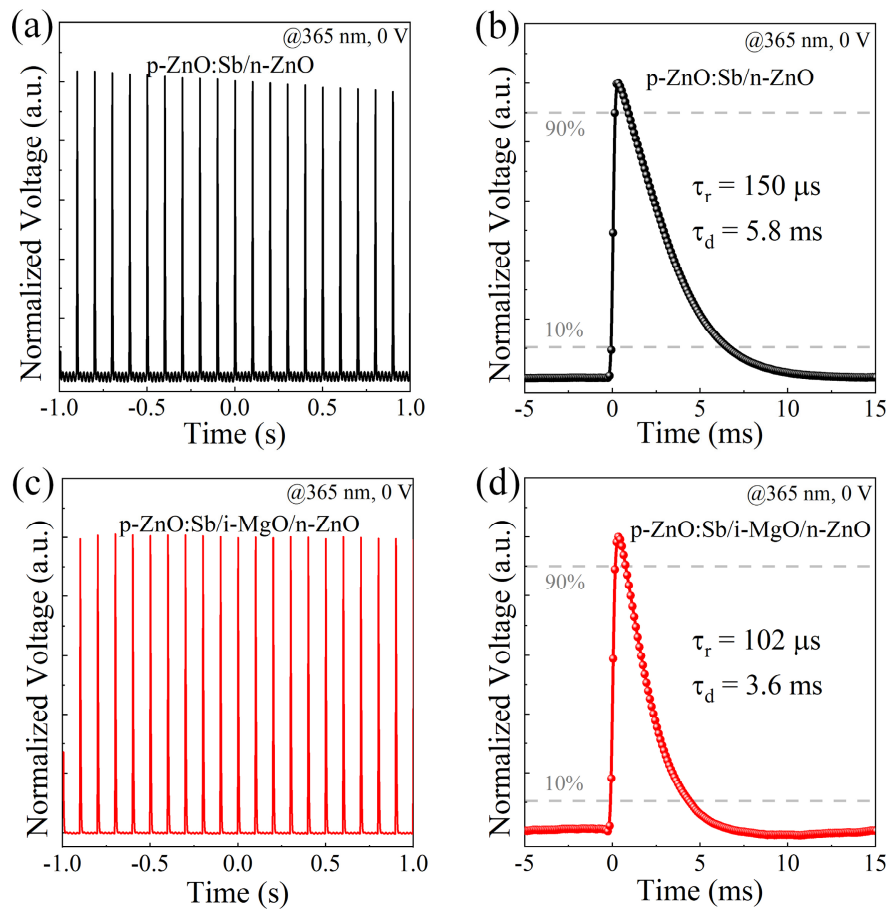 (a)
@365 nm, 0 V
p-ZnO:Sb/n-ZnO
Normalized Voltage (a.u.)
-1.0 -0.5 0.0 0.5 1.0
Time (s)
(b)
@365 nm, 0 V
p-ZnO:Sb/n-ZnO
90%
τr = 150 μs
τd = 5.8 ms
10%
Normalized Voltage (a.u.)
-5 0 5 10 15
Time (ms)
(c)
@365 nm, 0 V
p-ZnO:Sb/i-MgO/n-ZnO
Normalized Voltage (a.u.)
-1.0 -0.5 0.0 0.5 1.0
Time (s)
(d)
@365 nm, 0 V
p-ZnO:Sb/i-MgO/n-ZnO
90%
τr = 102 μs
τd = 3.6 ms
10%
Normalized Voltage (a.u.)
-5 0 5 10 15
Time (ms)